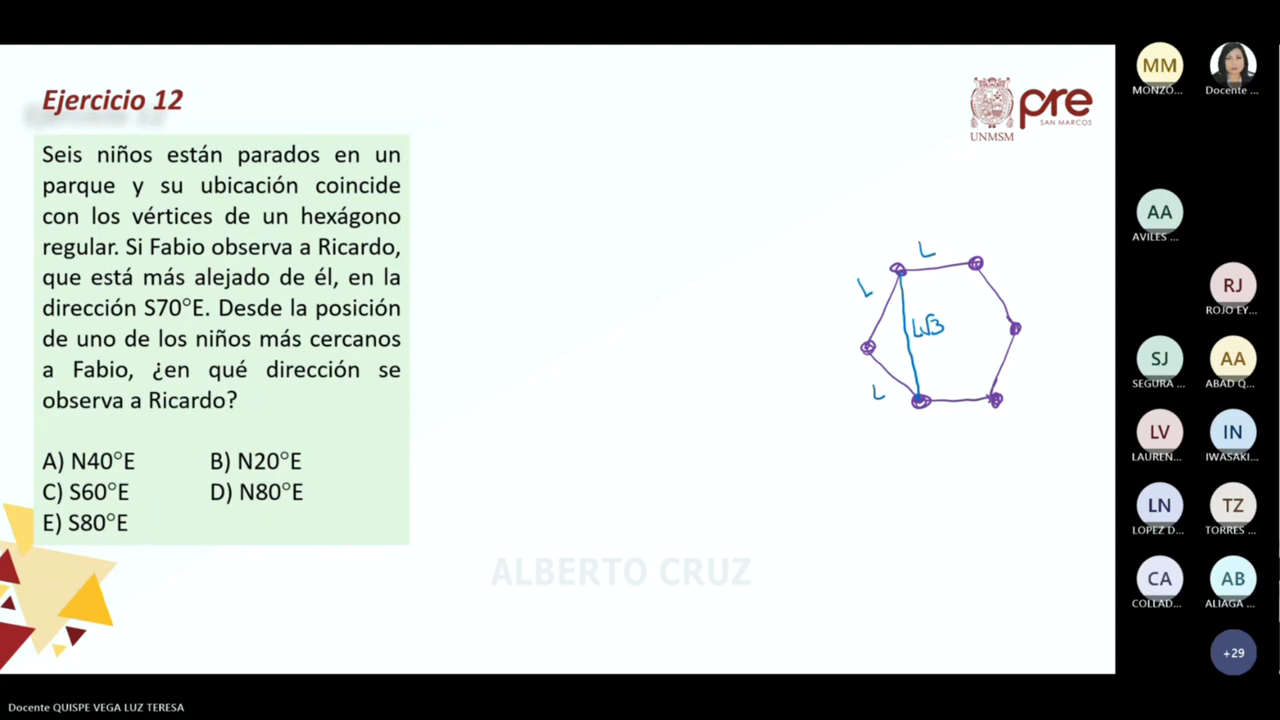 Ejercicio 12
Seis niños están parados en un
parque y su ubicación coincide
con los vértices de un hexágono
regular. Si Fabio observa a Ricardo,
que está más alejado de él, en la
dirección S70°E. Desde la posición
de uno de los niños más cercanos
a Fabio, ¿en qué dirección se
observa a Ricardo?
A) N40°E B) N20°E
C) S60°E D) N80°E
E) S80°E
UNMSM
pre
SAN MARCOS
L
L
L√3
L
ALBERTO CRUZ
MM
MONZO...
Docente ...
AA
AVILES ...
RJ
ROJO EY...
SJ
SEGURA ...
AA
ABAD Q...
LV
LAUREN...
IN
IWASAKI...
LN
LOPEZ D...
TZ
TORRES ...
CA
COLLAD...
AB
ALIAGA ...
+29
Docente QUISPE VEGA LUZ TERESA